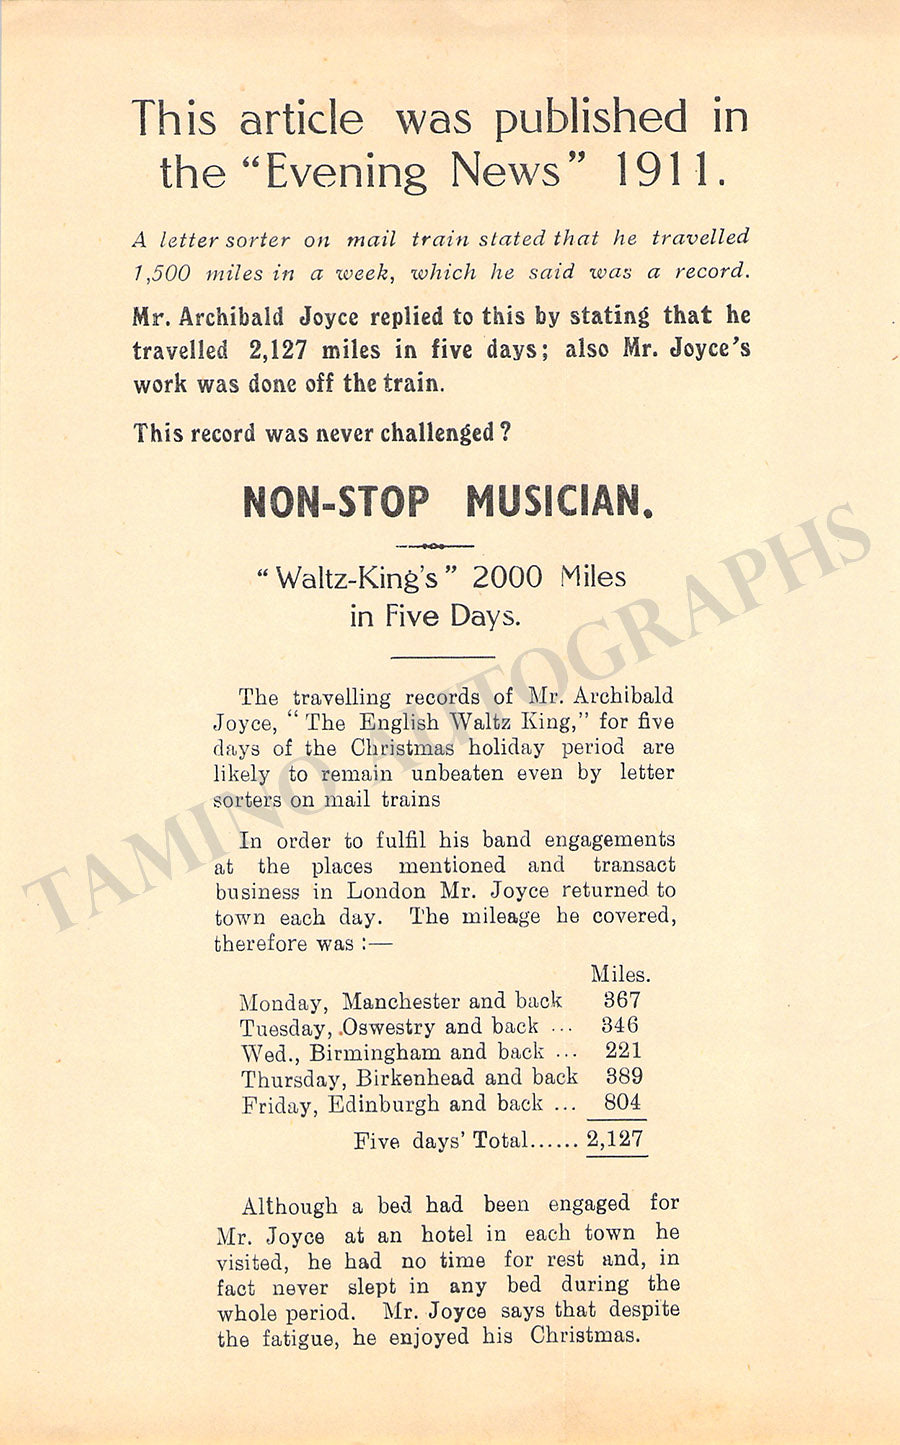 This article was published in
the "Evening News" 1911.
A letter sorter on mail train stated that he travelled
1,500 miles in a week, which he said was a record.
Mr. Archibald Joyce replied to this by stating that he
travelled 2,127 miles in five days; also Mr. Joyce's
work was done off the train.
This record was never challenged?
NON-STOP MUSICIAN.
"Waltz-King's" 2000 Miles
in Five Days.
The travelling records of Mr. Archibald
Joyce, "The English Waltz King," for five
days of the Christmas holiday period are
likely to remain unbeaten even by letter
sorters on mail trains
In order to fulfil his band engagements
at the places mentioned and transact
business in London Mr. Joyce returned to
town each day. The mileage he covered,
therefore was :—
Miles.
Monday, Manchester and back 367
Tuesday, Oswestry and back ... 346
Wed., Birmingham and back ... 221
Thursday, Birkenhead and back 389
Friday, Edinburgh and back ... 804
Five days' Total...... 2,127
Although a bed had been engaged for
Mr. Joyce at an hotel in each town he
visited, he had no time for rest and, in
fact never slept in any bed during the
whole period. Mr. Joyce says that despite
the fatigue, he enjoyed his Christmas.
TAMINO AUTOGRAPHS